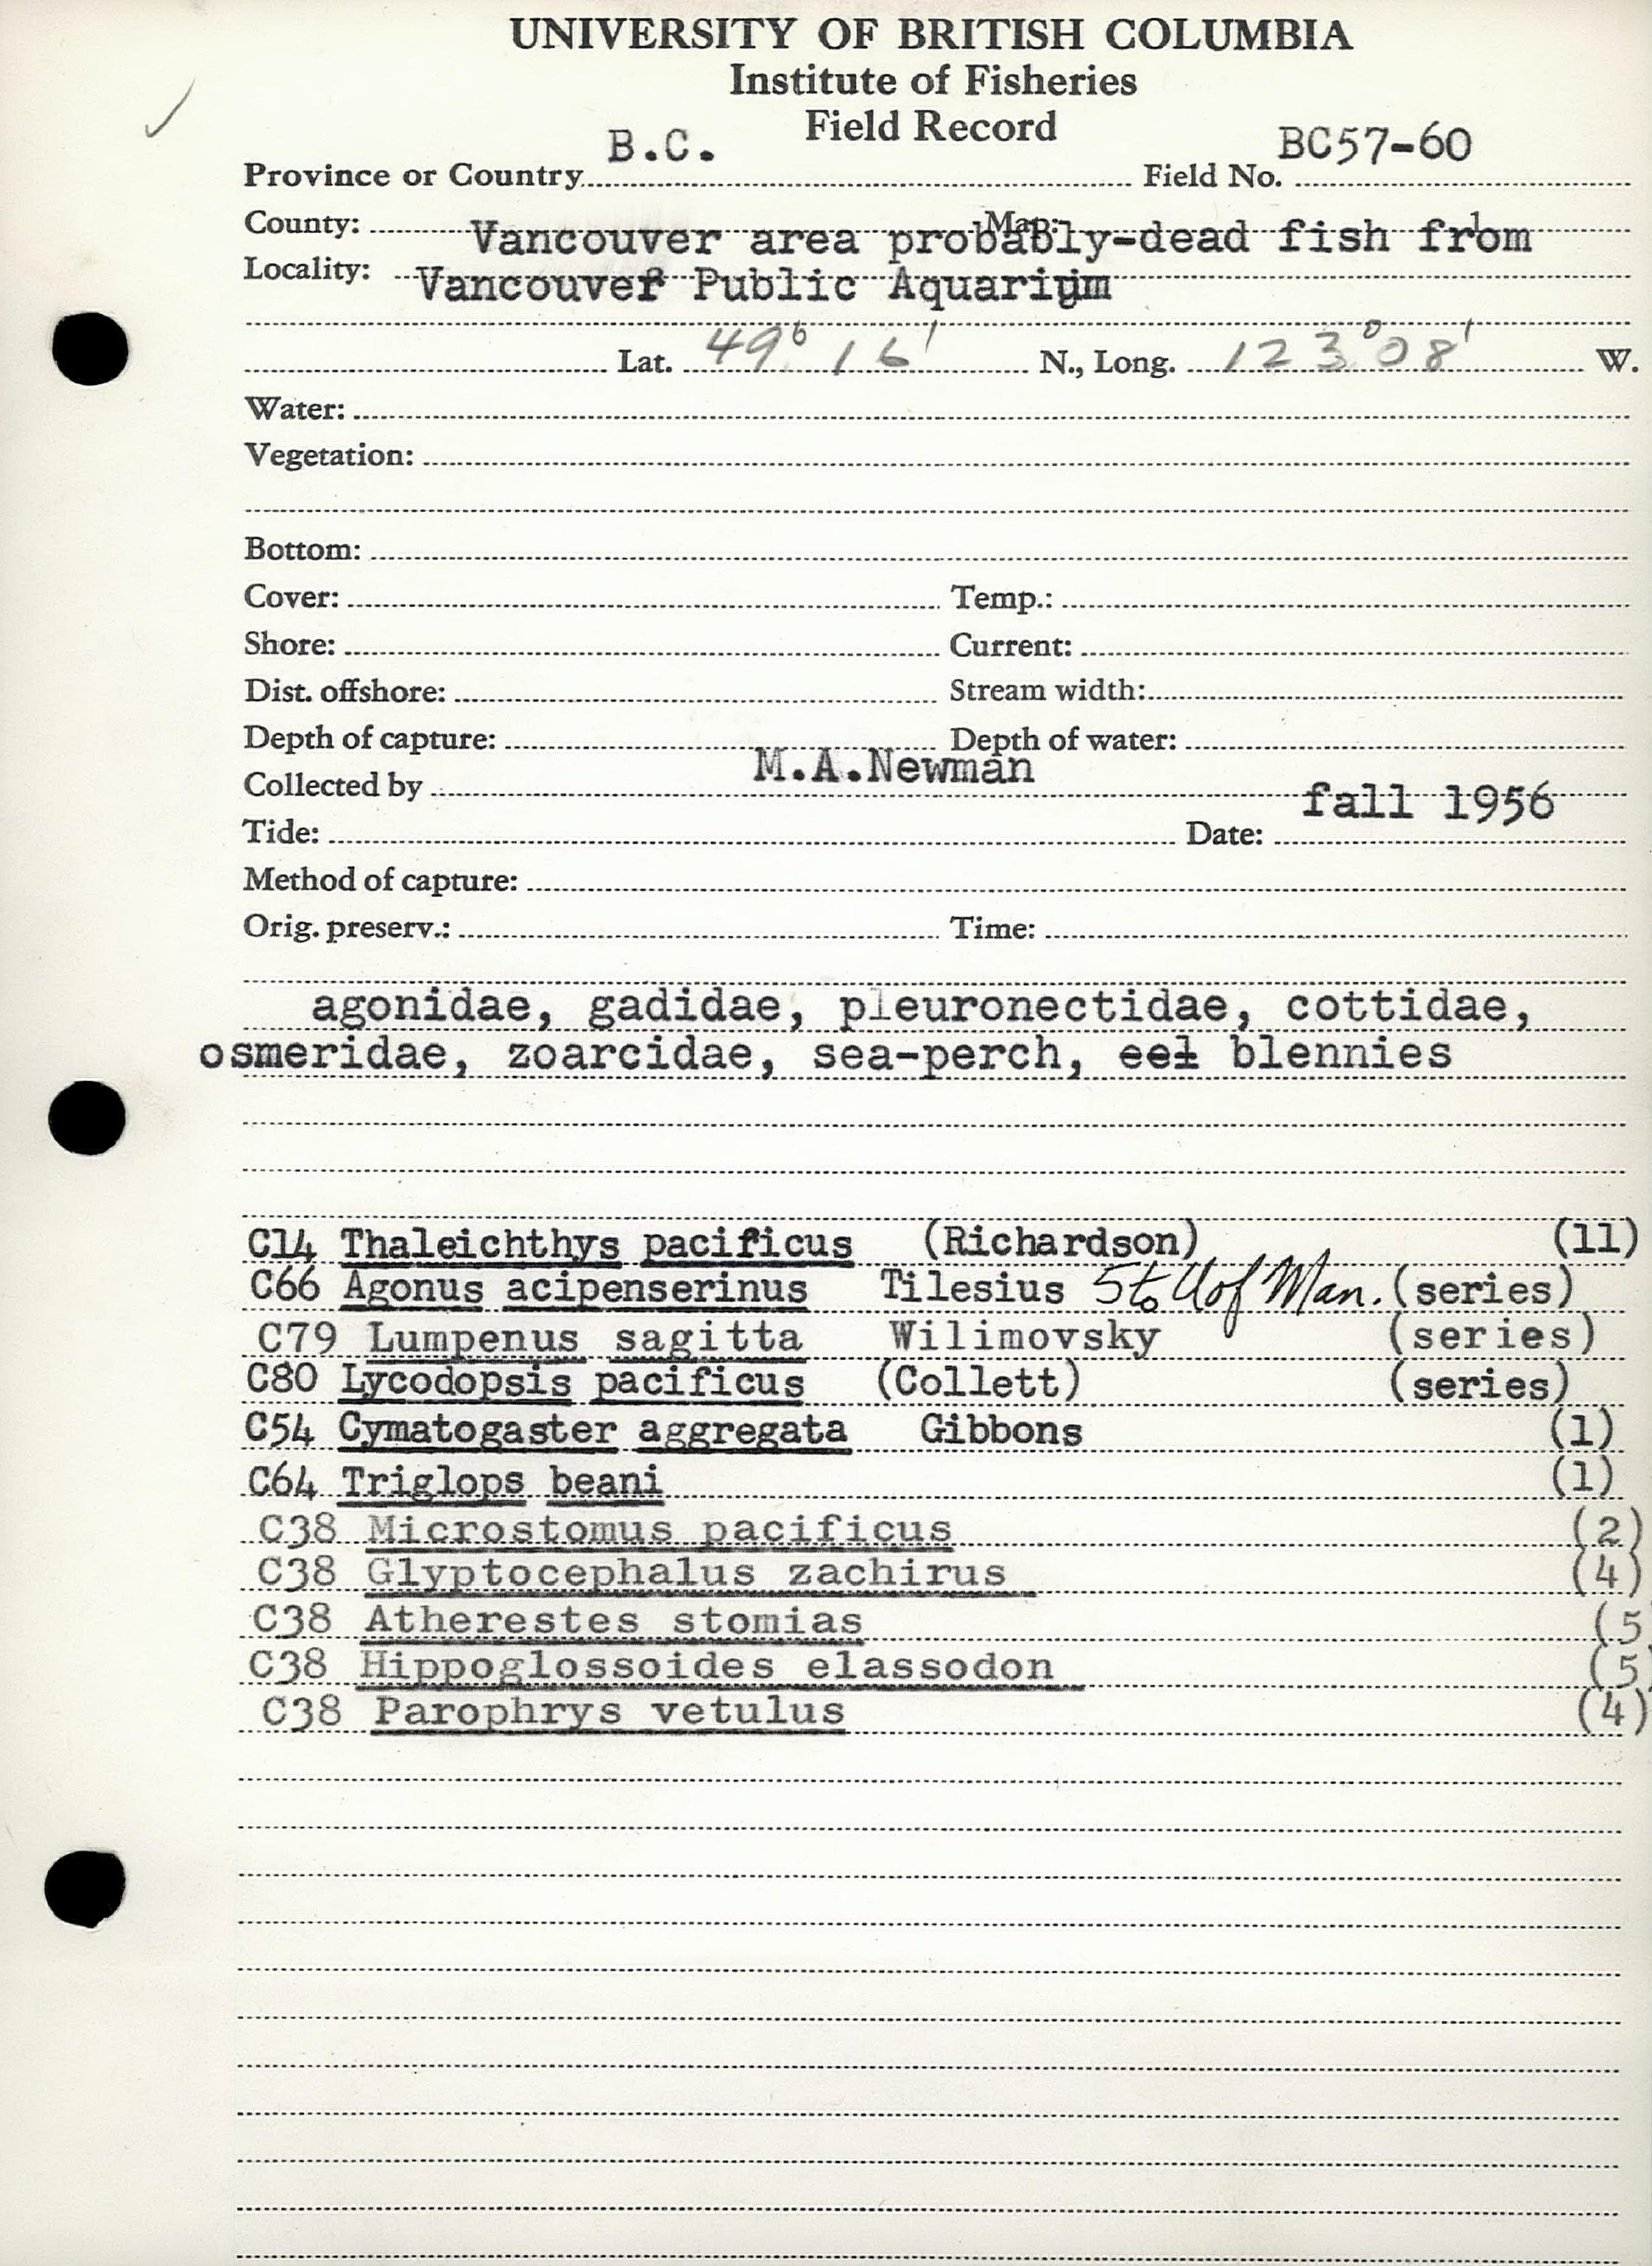 UNIVERSITY OF BRITISH COLUMBIA
Institute of Fisheries
Field Record
Province or Country B.C. Field No. BC57-60
County: Map:
Vancouver area probably-dead fish from
Locality: Vancouver Public Aquarium
Lat. 49° 16' N., Long. 123° 08' W.
Water:
Vegetation:
Bottom:
Cover: Temp.:
Shore: Current:
Dist. offshore: Stream width:
Depth of capture: Depth of water:
Collected by M.A.Newman
Tide: Date: fall 1956
Method of capture:
Orig. preserv.: Time:
agonidae, gadidae, pleuronectidae, cottidae,
osmeridae, zoarcidae, sea-perch, eel blennies
C14 Thaleichthys pacificus (Richardson) (11)
C66 Agonus acipenserinus Tilesius 5 to U of Man. (series)
C79 Lumpenus sagitta Wilimovsky (series)
C80 Lycodopsis pacificus (Collett) (series)
C54 Cymatogaster aggregata Gibbons (1)
C64 Triglops beani (1)
C38 Microstomus pacificus (2)
C38 Glyptocephalus zachirus (4)
C38 Atherestes stomias (5
C38 Hippoglossoides elassodon (5)
C38 Parophrys vetulus (4)